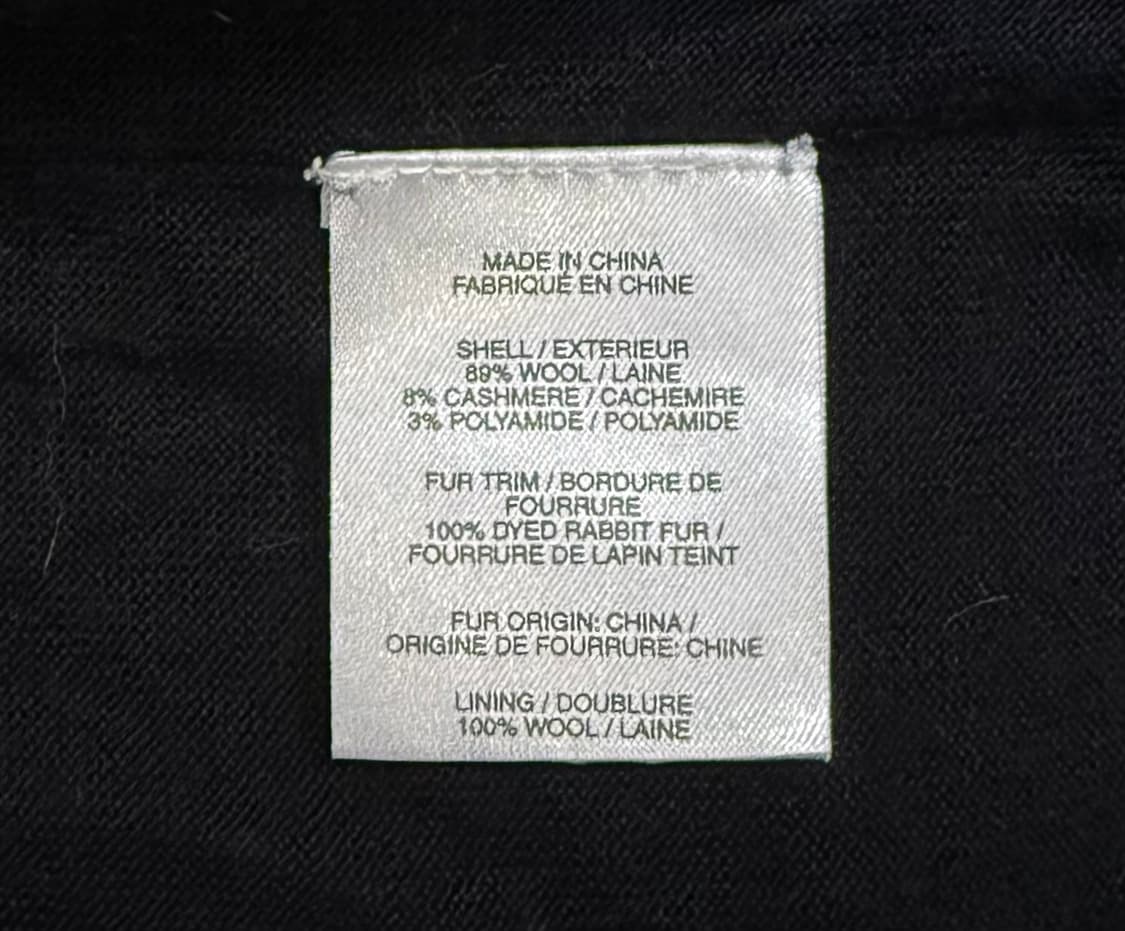 MADE IN CHINA
FABRIQUÉ EN CHINE
SHELL / EXTERIEUR
89% WOOL / LAINE
8% CASHMERE / CACHEMIRE
3% POLYAMIDE / POLYAMIDE
FUR TRIM / BORDURE DE
FOURRURE
100% DYED RABBIT FUR /
FOURRURE DE LAPIN TEINT
FUR ORIGIN: CHINA /
ORIGINE DE FOURRURE: CHINE
LINING / DOUBLURE
100% WOOL / LAINE